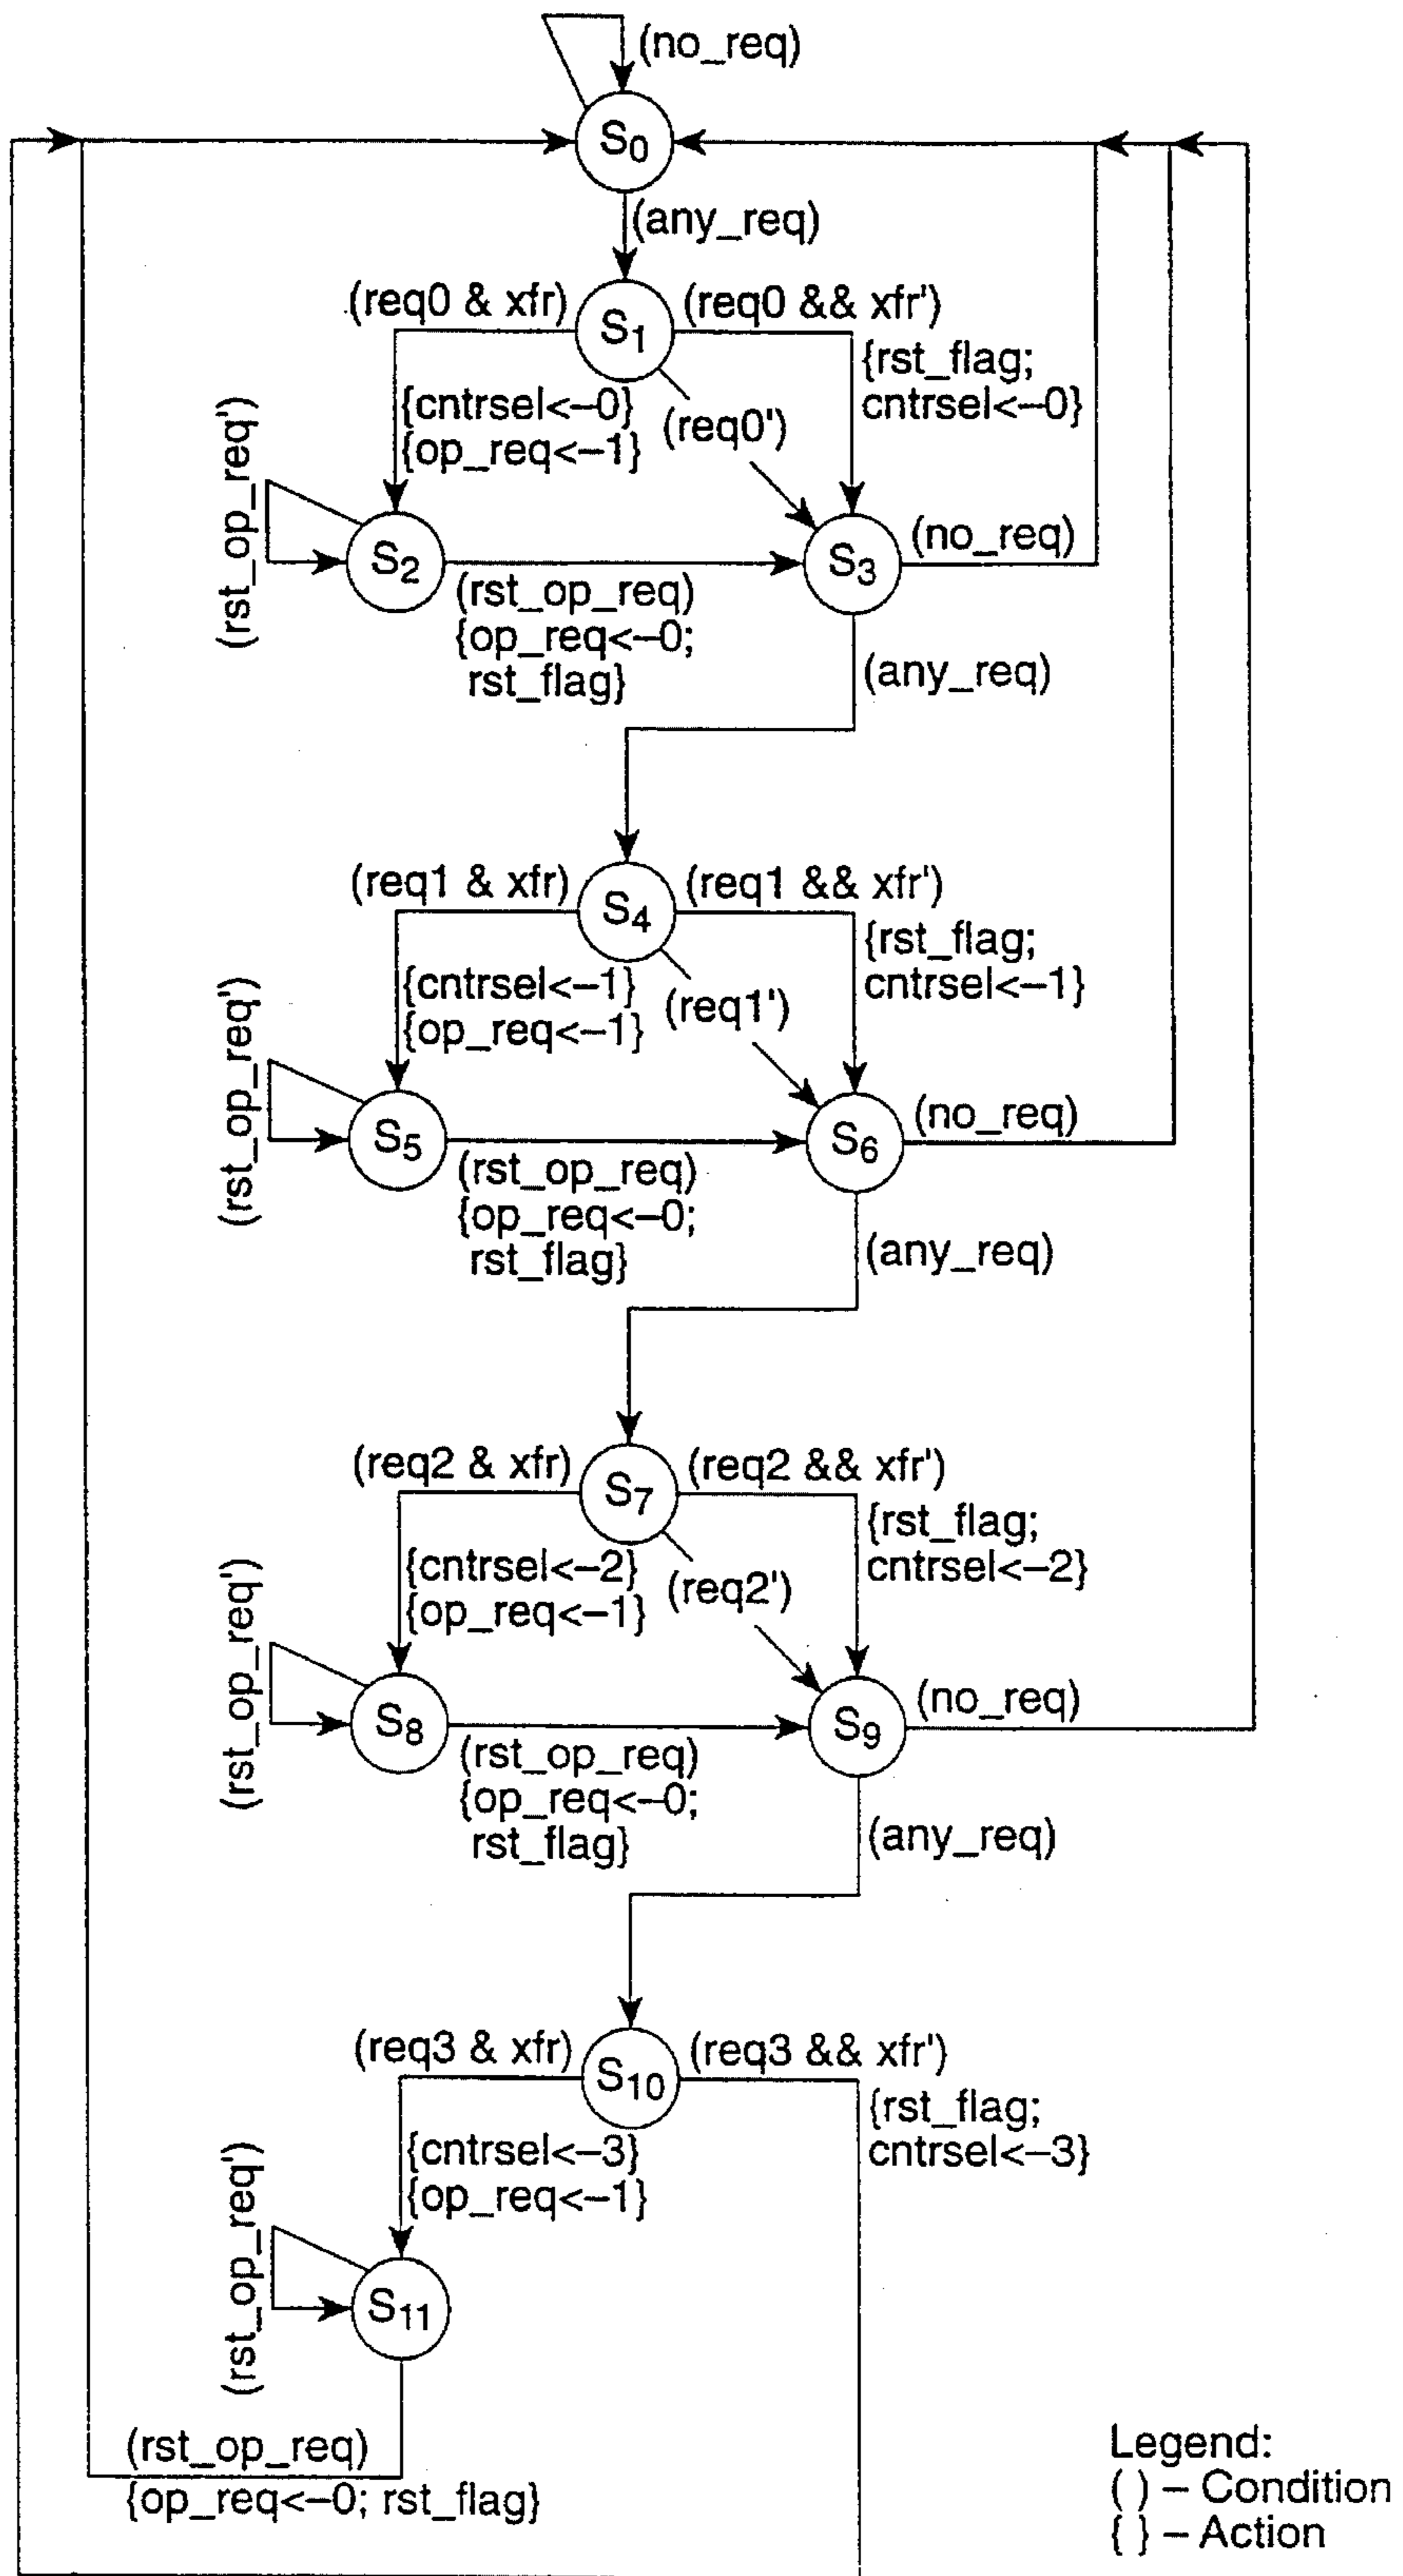 (no_req)
S0
(any_req)
(req0 & xfr)
S1
(req0 && xfr')
{rst_flag;
cntrsel<–0}
{cntrsel<–0}
{op_req<–1}
(req0')
(rst_op_req')
S2
S3
(no_req)
(rst_op_req)
{op_req<–0;
rst_flag}
(any_req)
(req1 & xfr)
S4
(req1 && xfr')
{rst_flag;
cntrsel<–1}
{cntrsel<–1}
{op_req<–1}
(req1')
(rst_op_req')
S5
S6
(no_req)
(rst_op_req)
{op_req<–0;
rst_flag}
(any_req)
(req2 & xfr)
S7
(req2 && xfr')
{rst_flag;
cntrsel<–2}
{cntrsel<–2}
{op_req<–1}
(req2')
(rst_op_req')
S8
S9
(no_req)
(rst_op_req)
{op_req<–0;
rst_flag}
(any_req)
(req3 & xfr)
S10
(req3 && xfr')
{rst_flag;
cntrsel<–3}
{cntrsel<–3}
{op_req<–1}
(rst_op_req')
S11
(rst_op_req)
{op_req<–0; rst_flag}
Legend:
( ) – Condition
{ } – Action